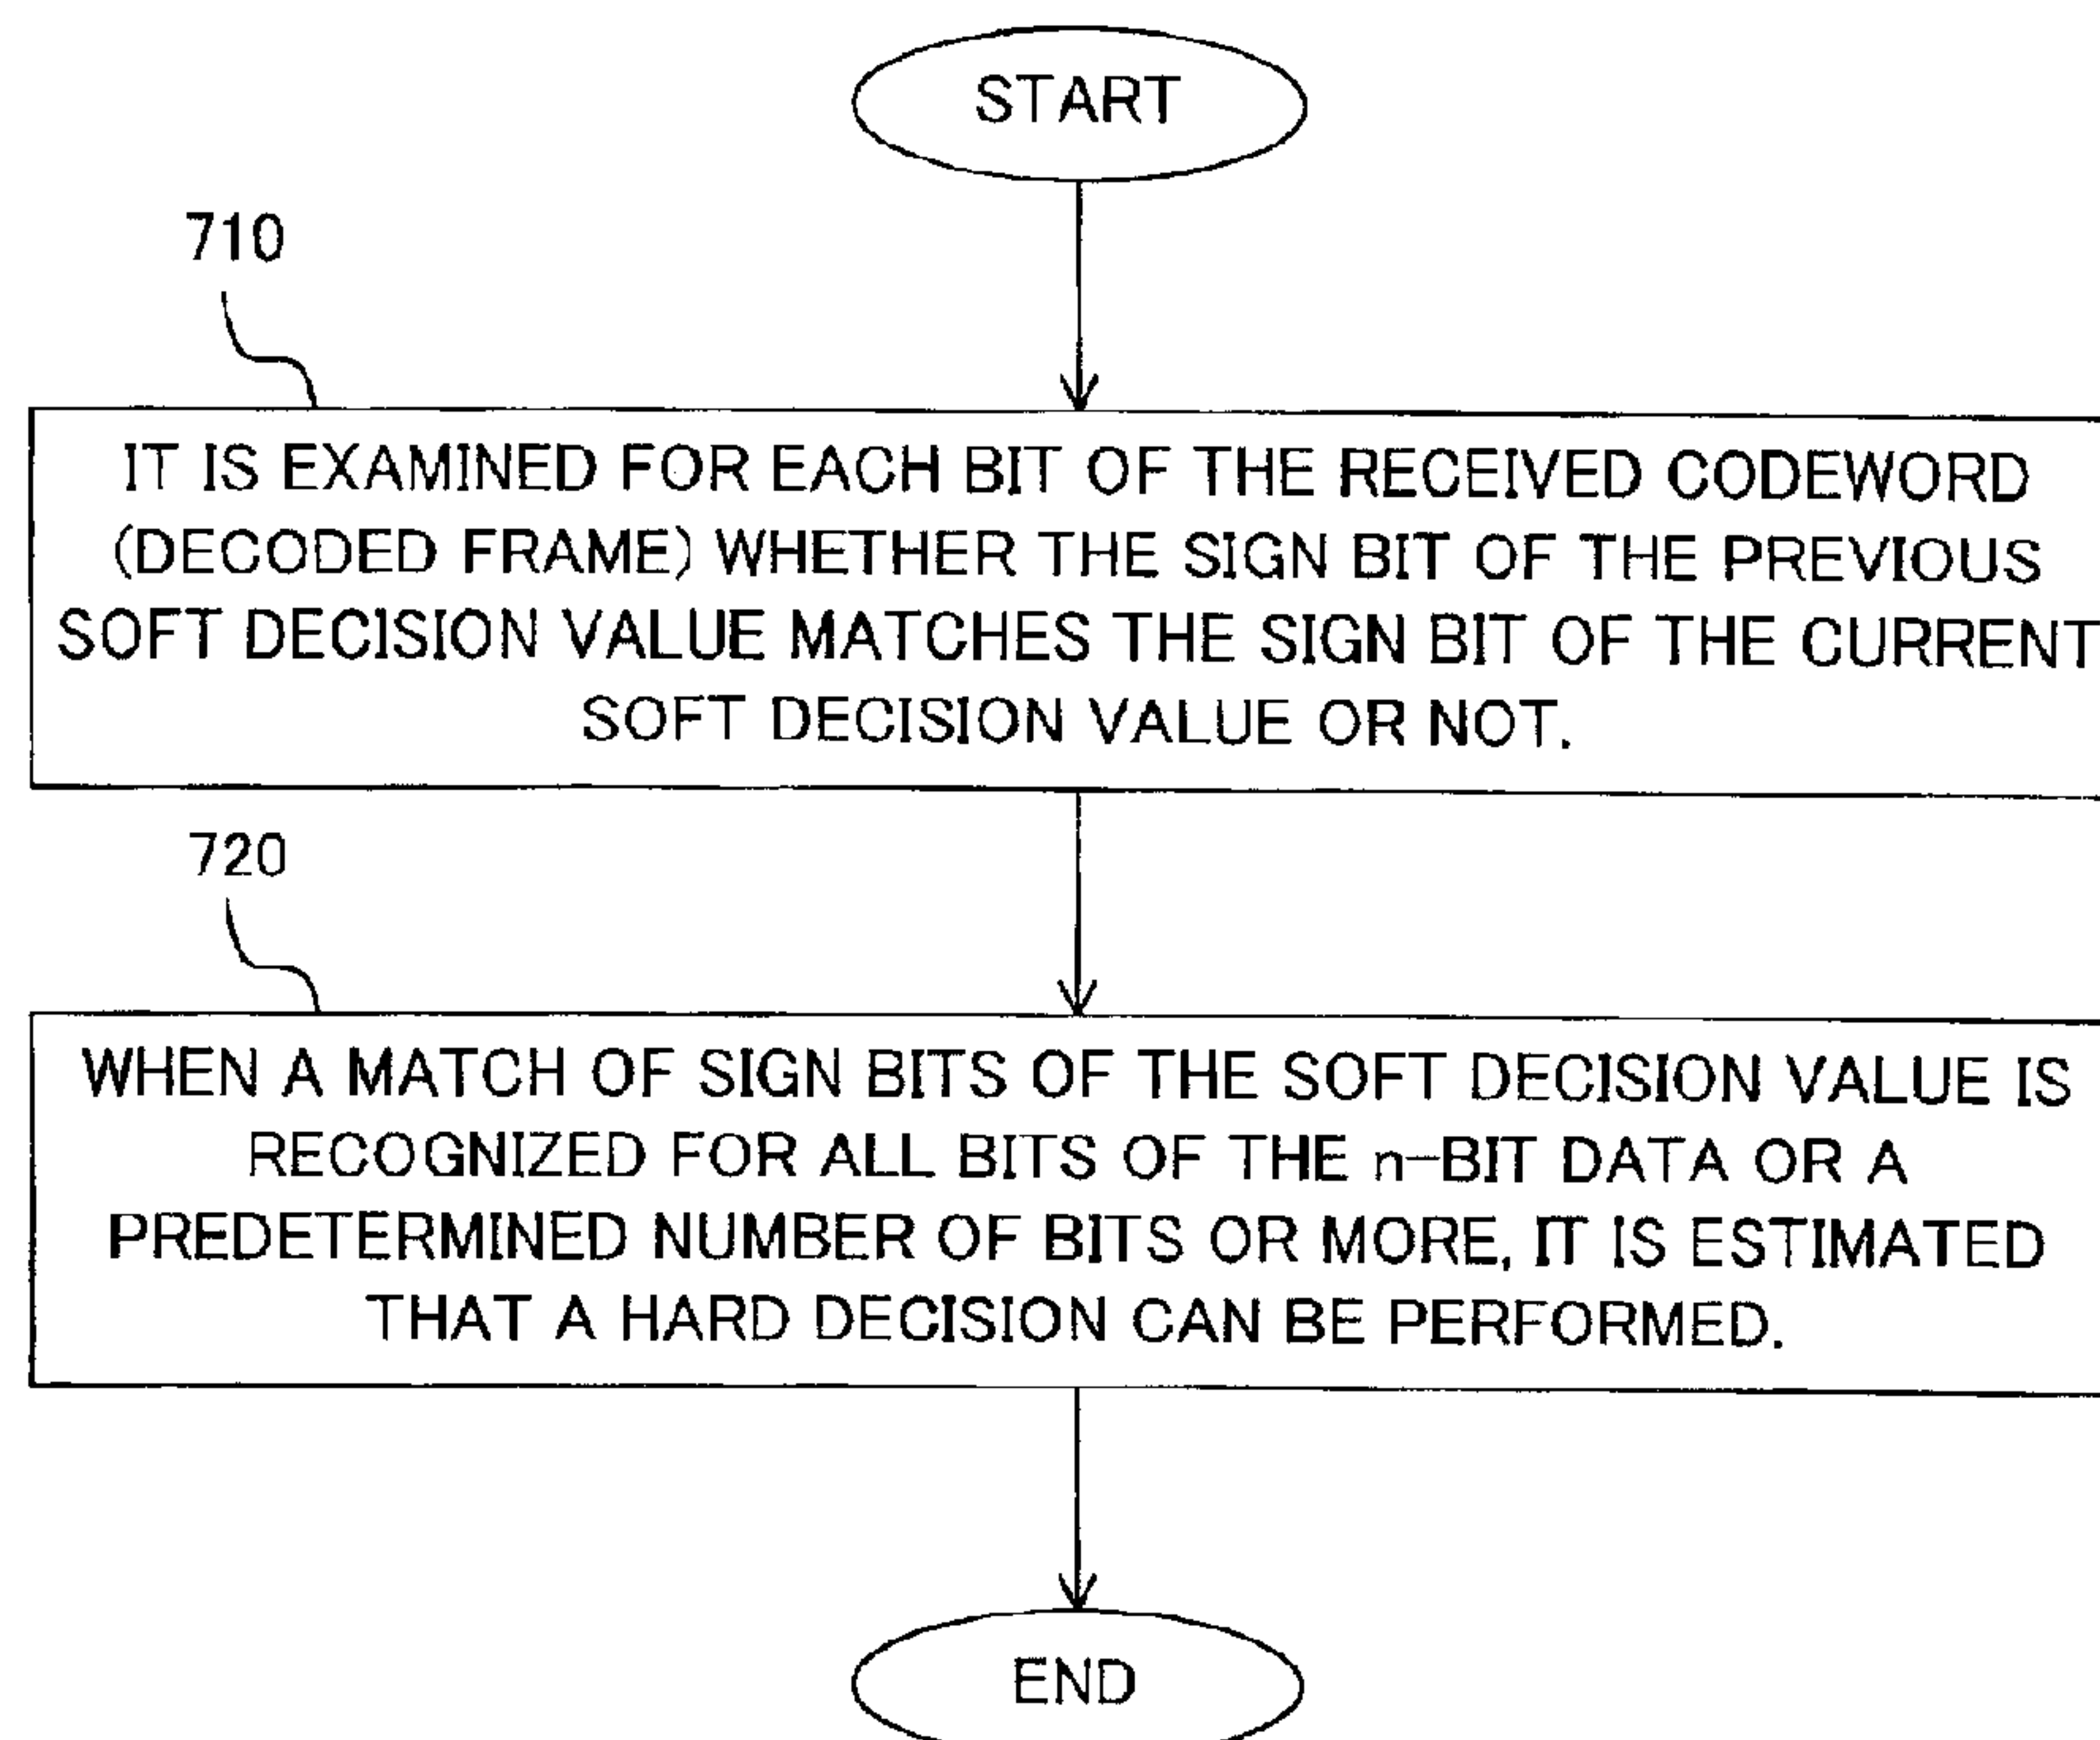 START
710
IT IS EXAMINED FOR EACH BIT OF THE RECEIVED CODEWORD
(DECODED FRAME) WHETHER THE SIGN BIT OF THE PREVIOUS
SOFT DECISION VALUE MATCHES THE SIGN BIT OF THE CURRENT
SOFT DECISION VALUE OR NOT.
720
WHEN A MATCH OF SIGN BITS OF THE SOFT DECISION VALUE IS
RECOGNIZED FOR ALL BITS OF THE n-BIT DATA OR A
PREDETERMINED NUMBER OF BITS OR MORE, IT IS ESTIMATED
THAT A HARD DECISION CAN BE PERFORMED.
END